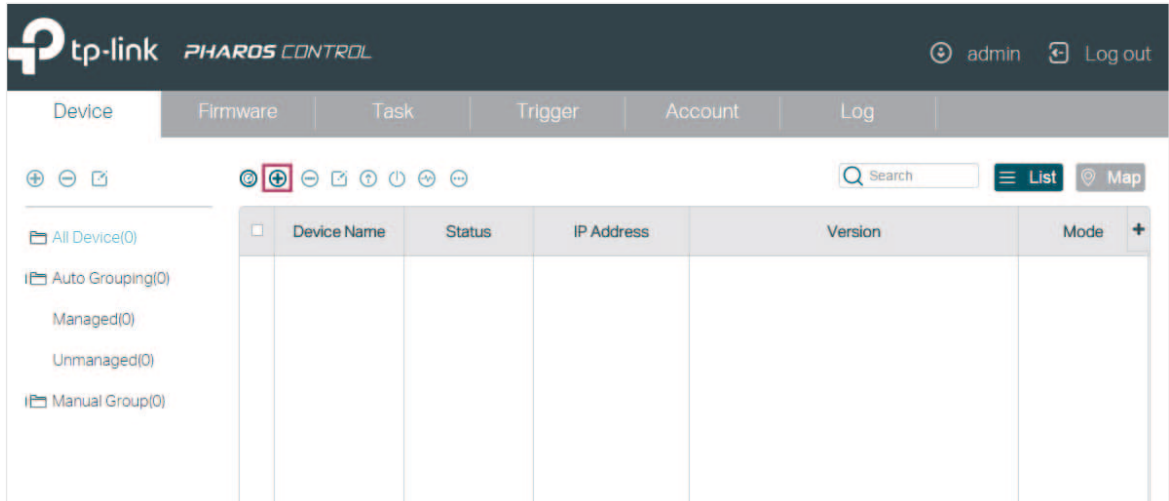 tp-link PHAROS CONTROL admin Log out
Device Firmware Task Trigger Account Log
Search List Map
Device Name Status IP Address Version Mode +
All Device(0)
Auto Grouping(0)
Managed(0)
Unmanaged(0)
Manual Group(0)